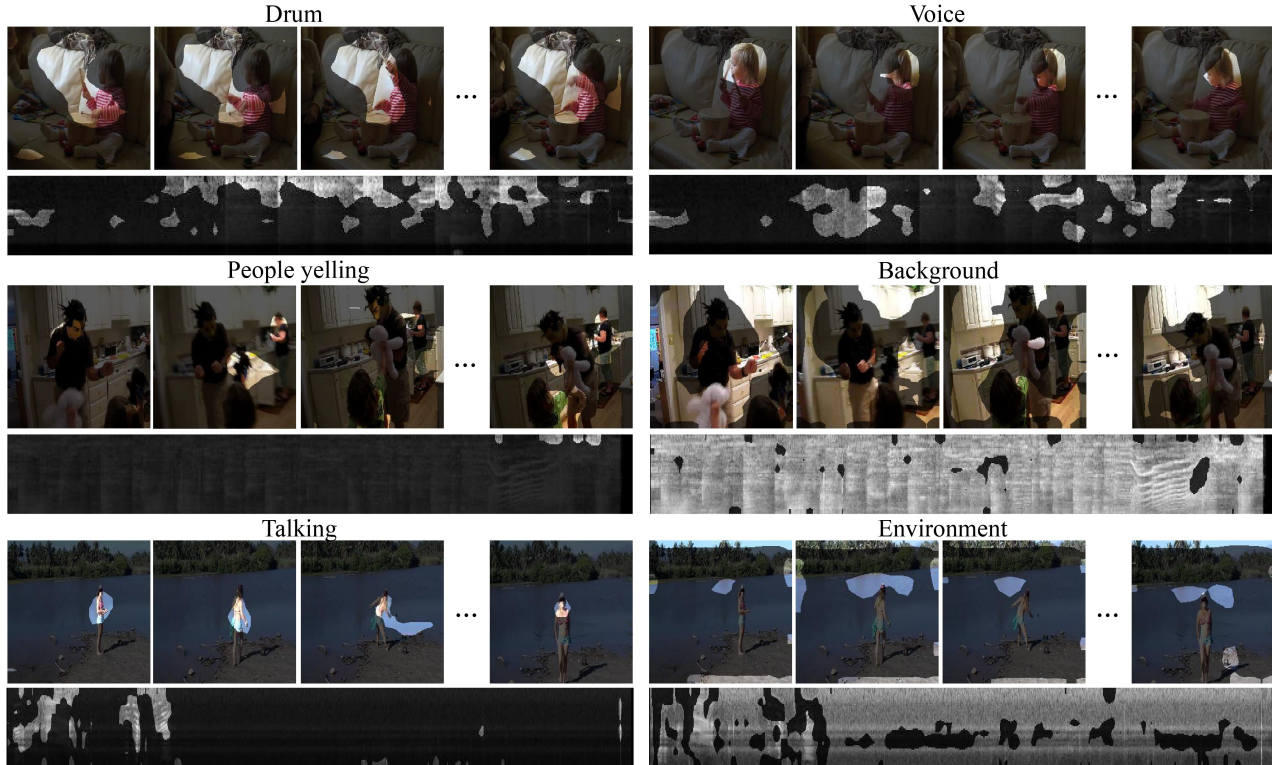 Drum
Voice
...
...
People yelling
Background
...
...
Talking
Environment
...
...